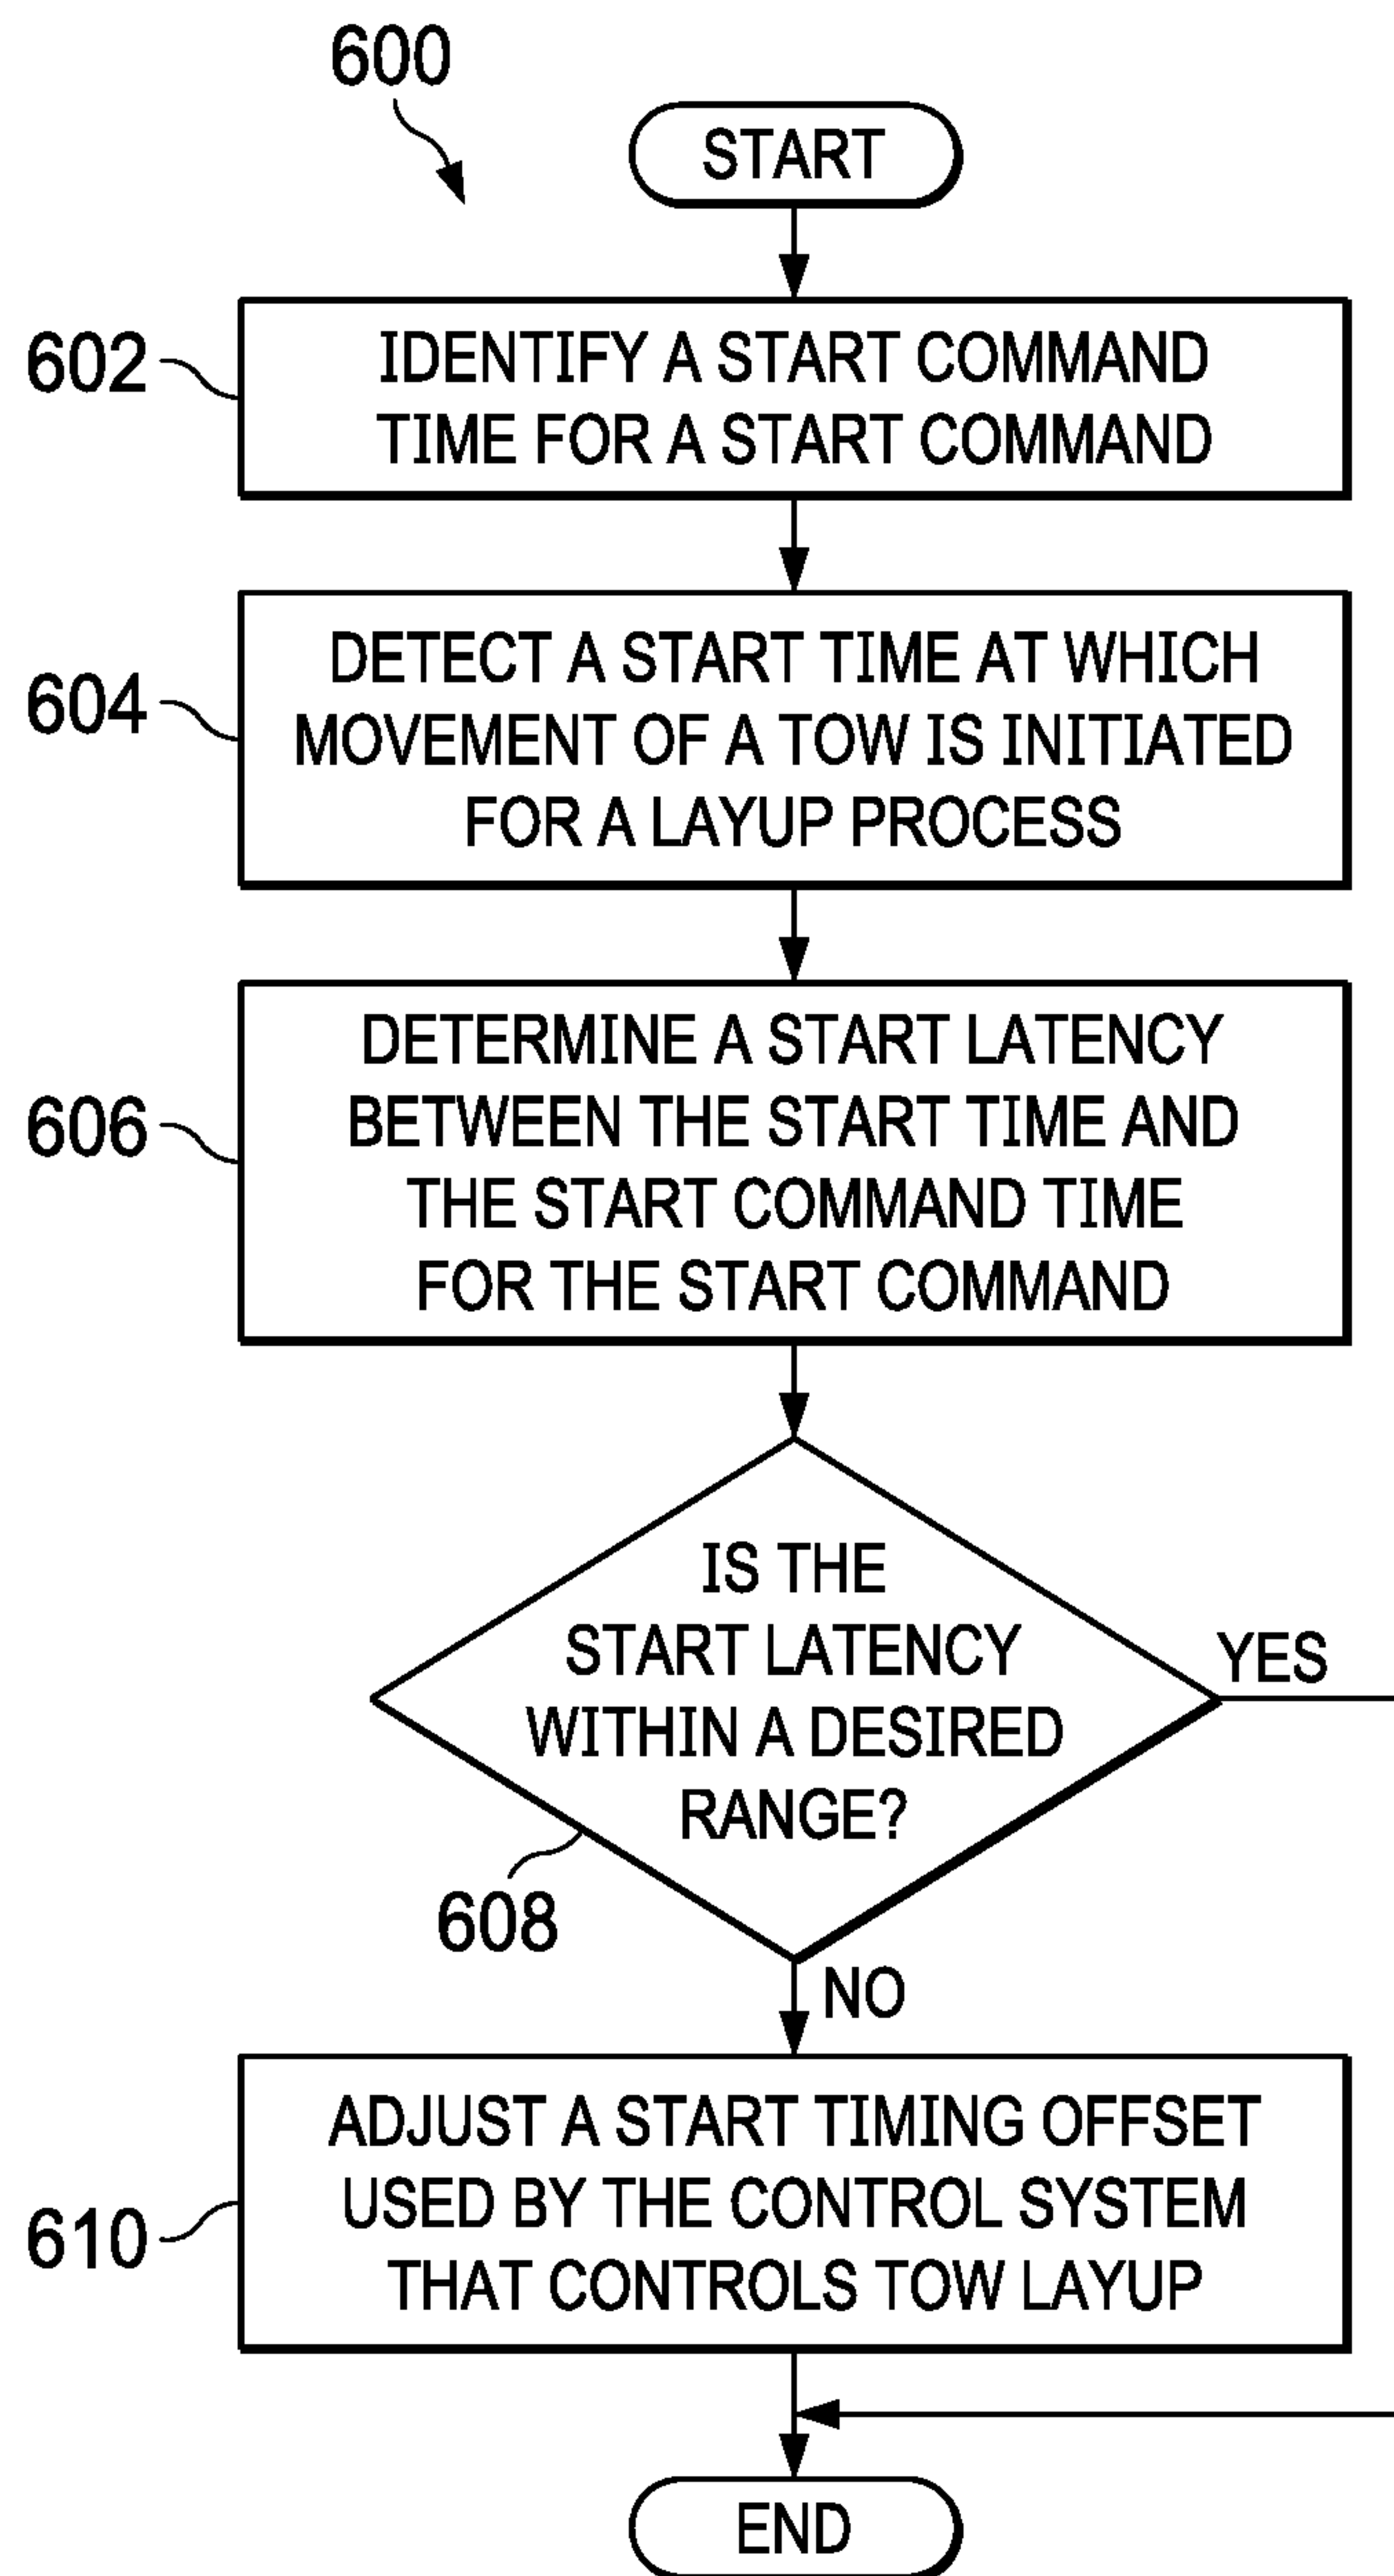 600
START
602
IDENTIFY A START COMMAND
TIME FOR A START COMMAND
604
DETECT A START TIME AT WHICH
MOVEMENT OF A TOW IS INITIATED
FOR A LAYUP PROCESS
606
DETERMINE A START LATENCY
BETWEEN THE START TIME AND
THE START COMMAND TIME
FOR THE START COMMAND
IS THE
START LATENCY
WITHIN A DESIRED
RANGE?
YES
608
NO
610
ADJUST A START TIMING OFFSET
USED BY THE CONTROL SYSTEM
THAT CONTROLS TOW LAYUP
END